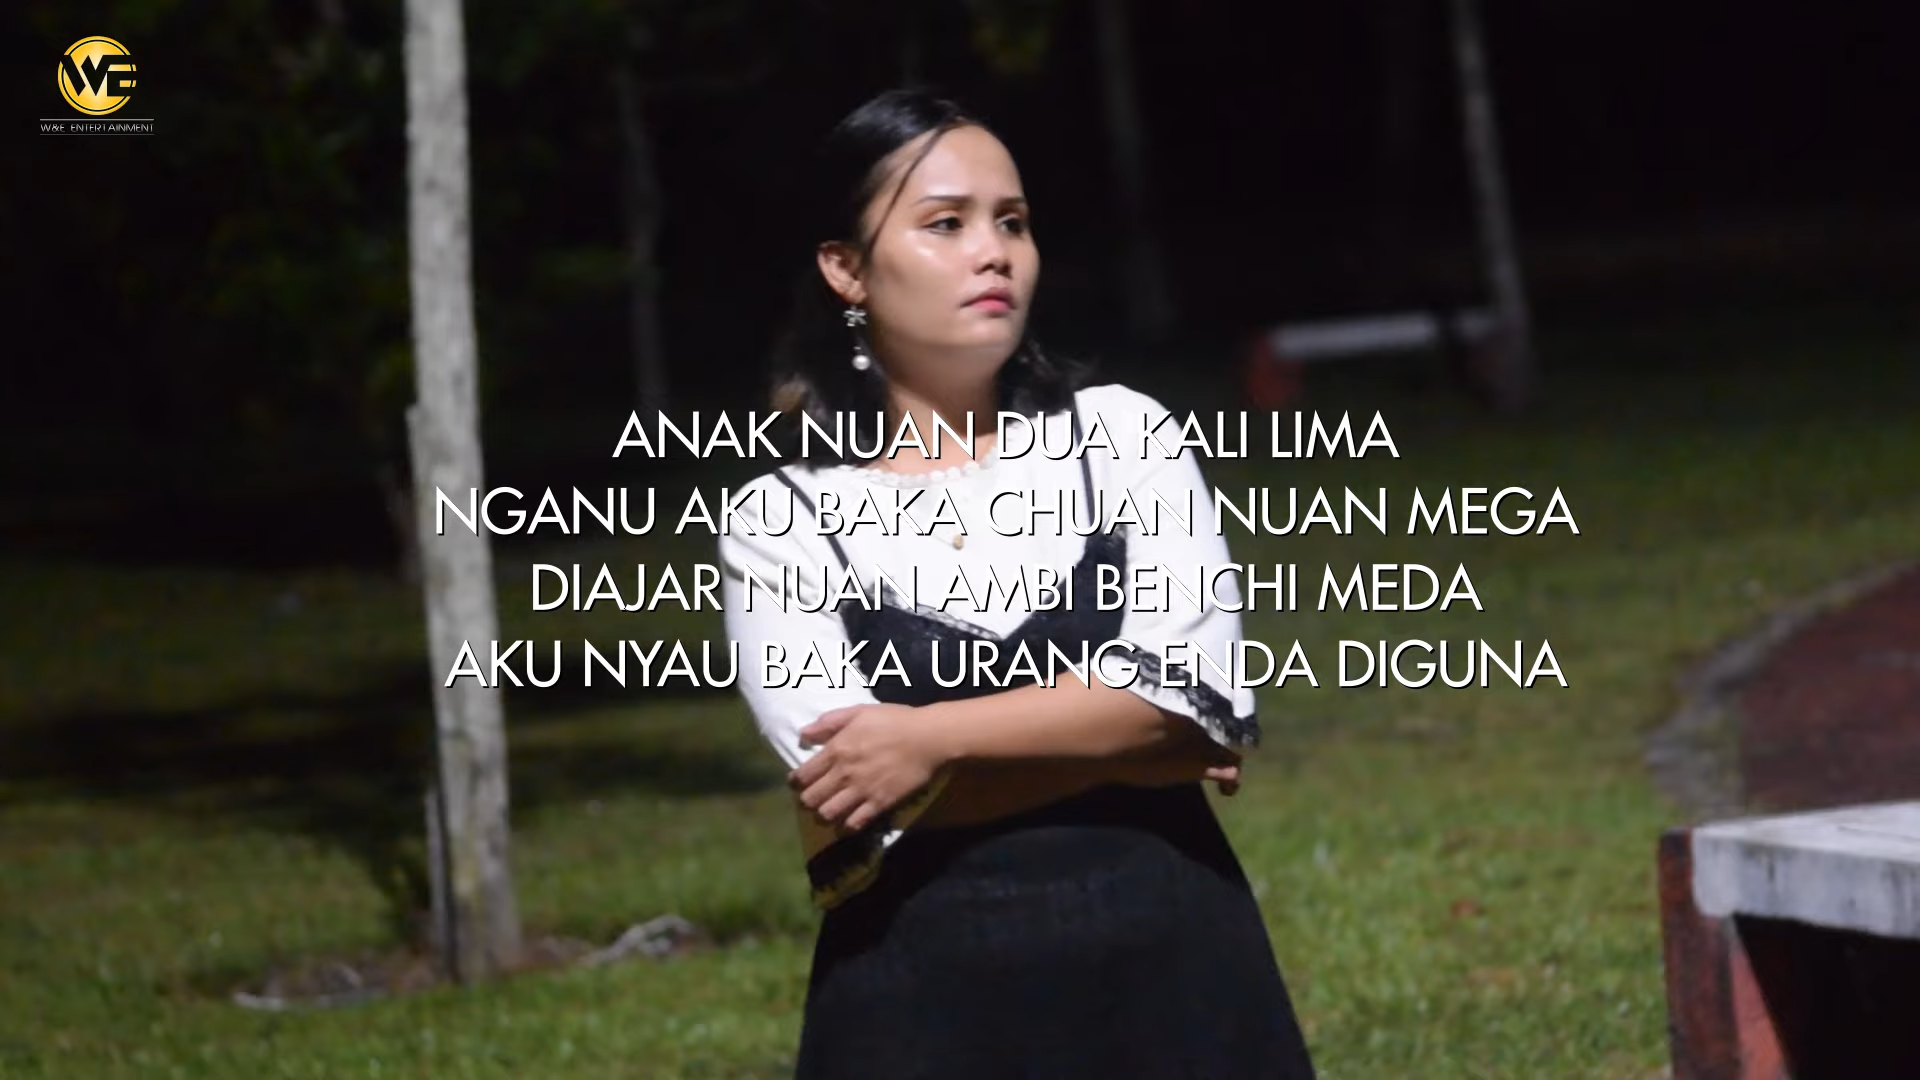 WE
W&E ENTERTAINMENT
ANAK NUAN DUA KALI LIMA
NGANU AKU BAKA CHUAN NUAN MEGA
DIAJAR NUAN AMBI BENCHI MEDA
AKU NYAU BAKA URANG ENDA DIGUNA